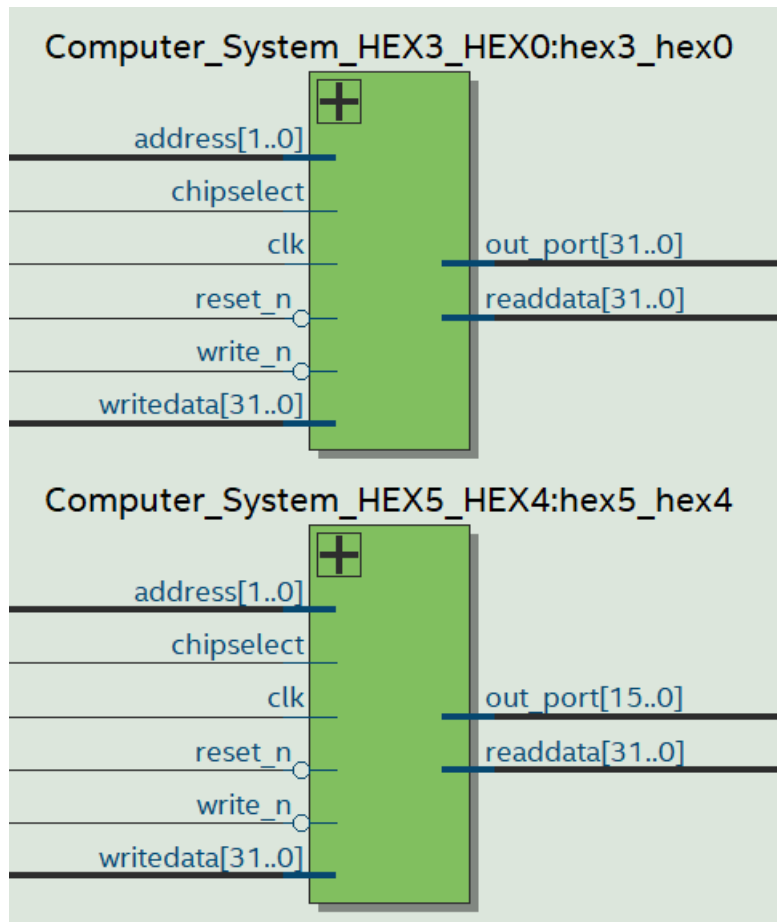 Computer_System_HEX3_HEX0:hex3_hex0
address[1..0]
chipselect
clk
out_port[31..0]
reset_n
readdata[31..0]
write_n
writedata[31..0]
Computer_System_HEX5_HEX4:hex5_hex4
address[1..0]
chipselect
clk
out_port[15..0]
reset_n
readdata[31..0]
write_n
writedata[31..0]